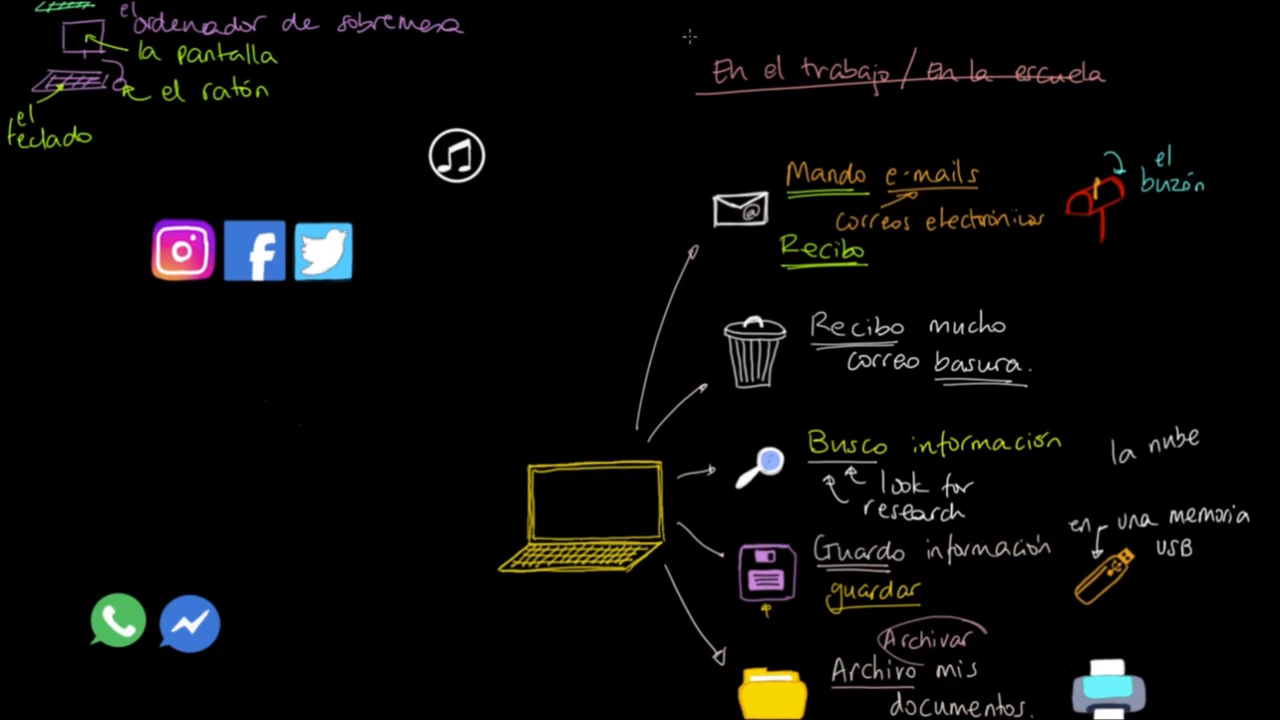 el
ordenador de sobremesa
la pantalla
el ratón
el
teclado
En el trabajo / En la escuela
Mando e-mails
correos electrónicos
Recibo
@
el
buzón
Recibo mucho
correo basura.
Busco información
look for
research
la nube
Guardo información
guardar
en una memoria
USB
Archivar
Archivo mis
documentos.